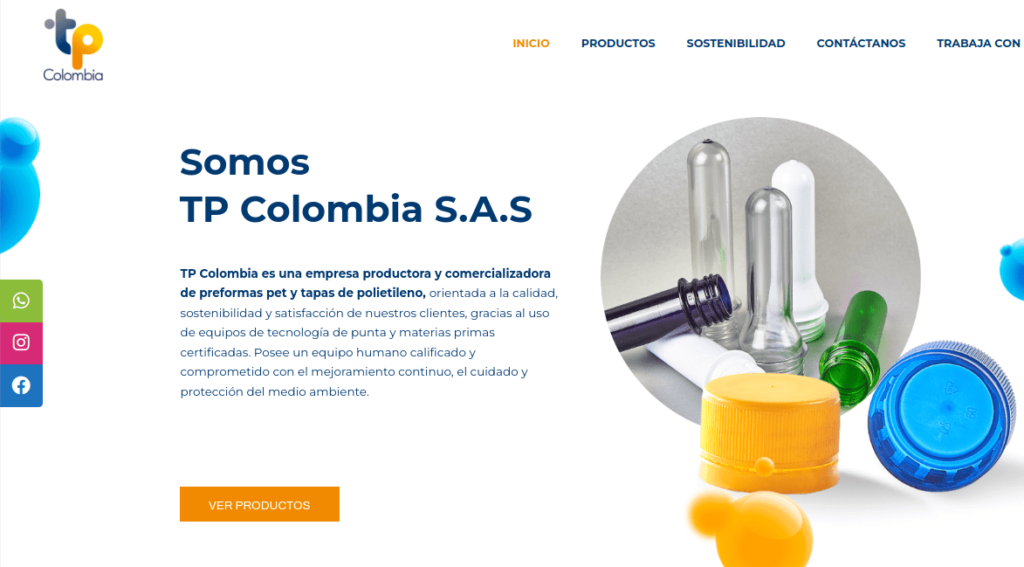 tp
Colombia
INICIO
PRODUCTOS
SOSTENIBILIDAD
CONTÁCTANOS
TRABAJA CON
Somos
TP Colombia S.A.S
TP Colombia es una empresa productora y comercializadora
de preformas pet y tapas de polietileno, orientada a la calidad,
sostenibilidad y satisfacción de nuestros clientes, gracias al uso
de equipos de tecnología de punta y materias primas
certificadas. Posee un equipo humano calificado y
comprometido con el mejoramiento continuo, el cuidado y
protección del medio ambiente.
VER PRODUCTOS